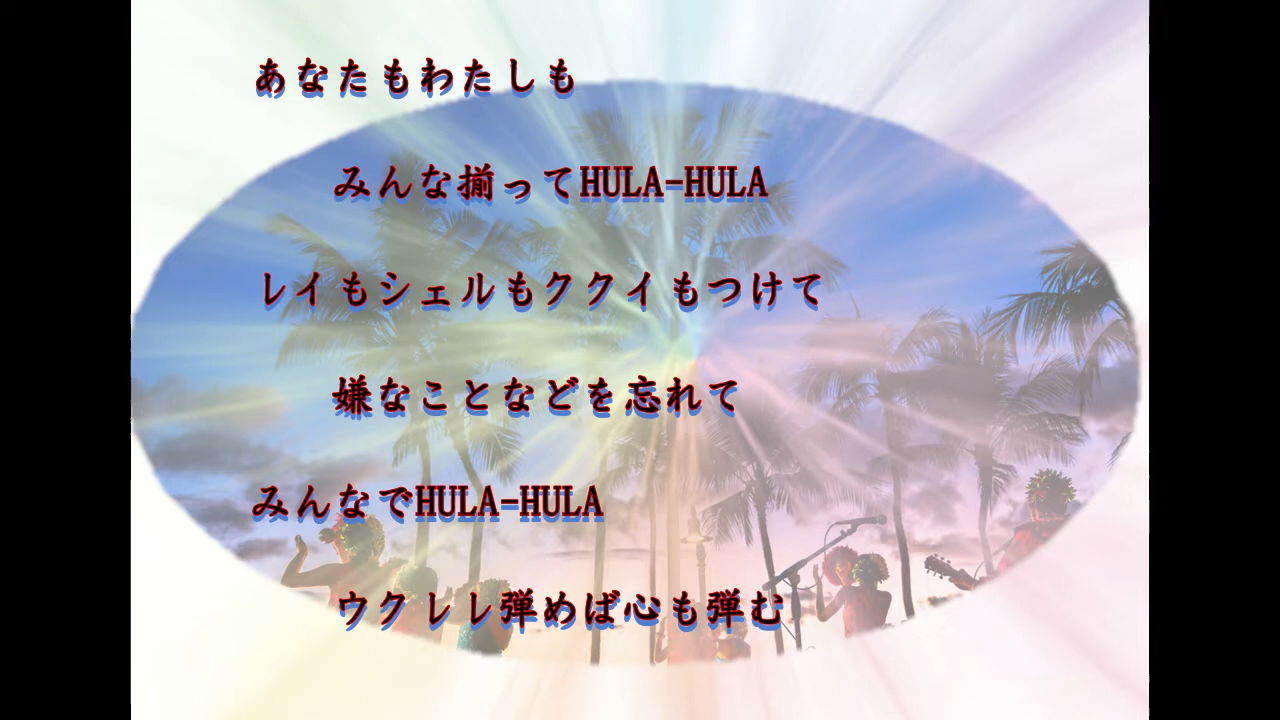 あなたもわたしも
みんな揃ってHULA-HULA
レイもシェルもククイもつけて
嫌なことなどを忘れて
みんなでHULA-HULA
ウクレレ弾めば心も弾む